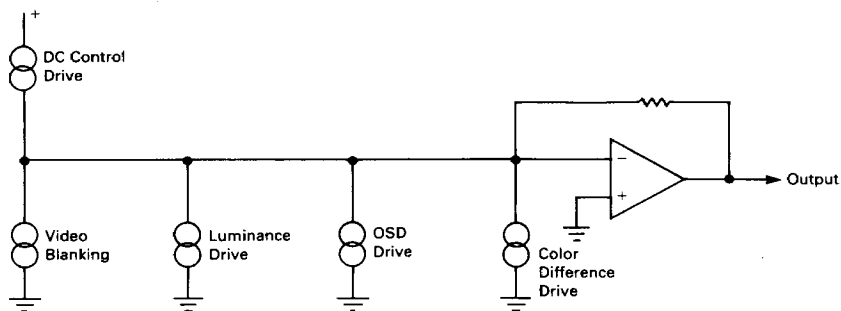 +
DC Control
Drive
Video
Blanking
Luminance
Drive
OSD
Drive
Color
Difference
Drive
−
+
Output